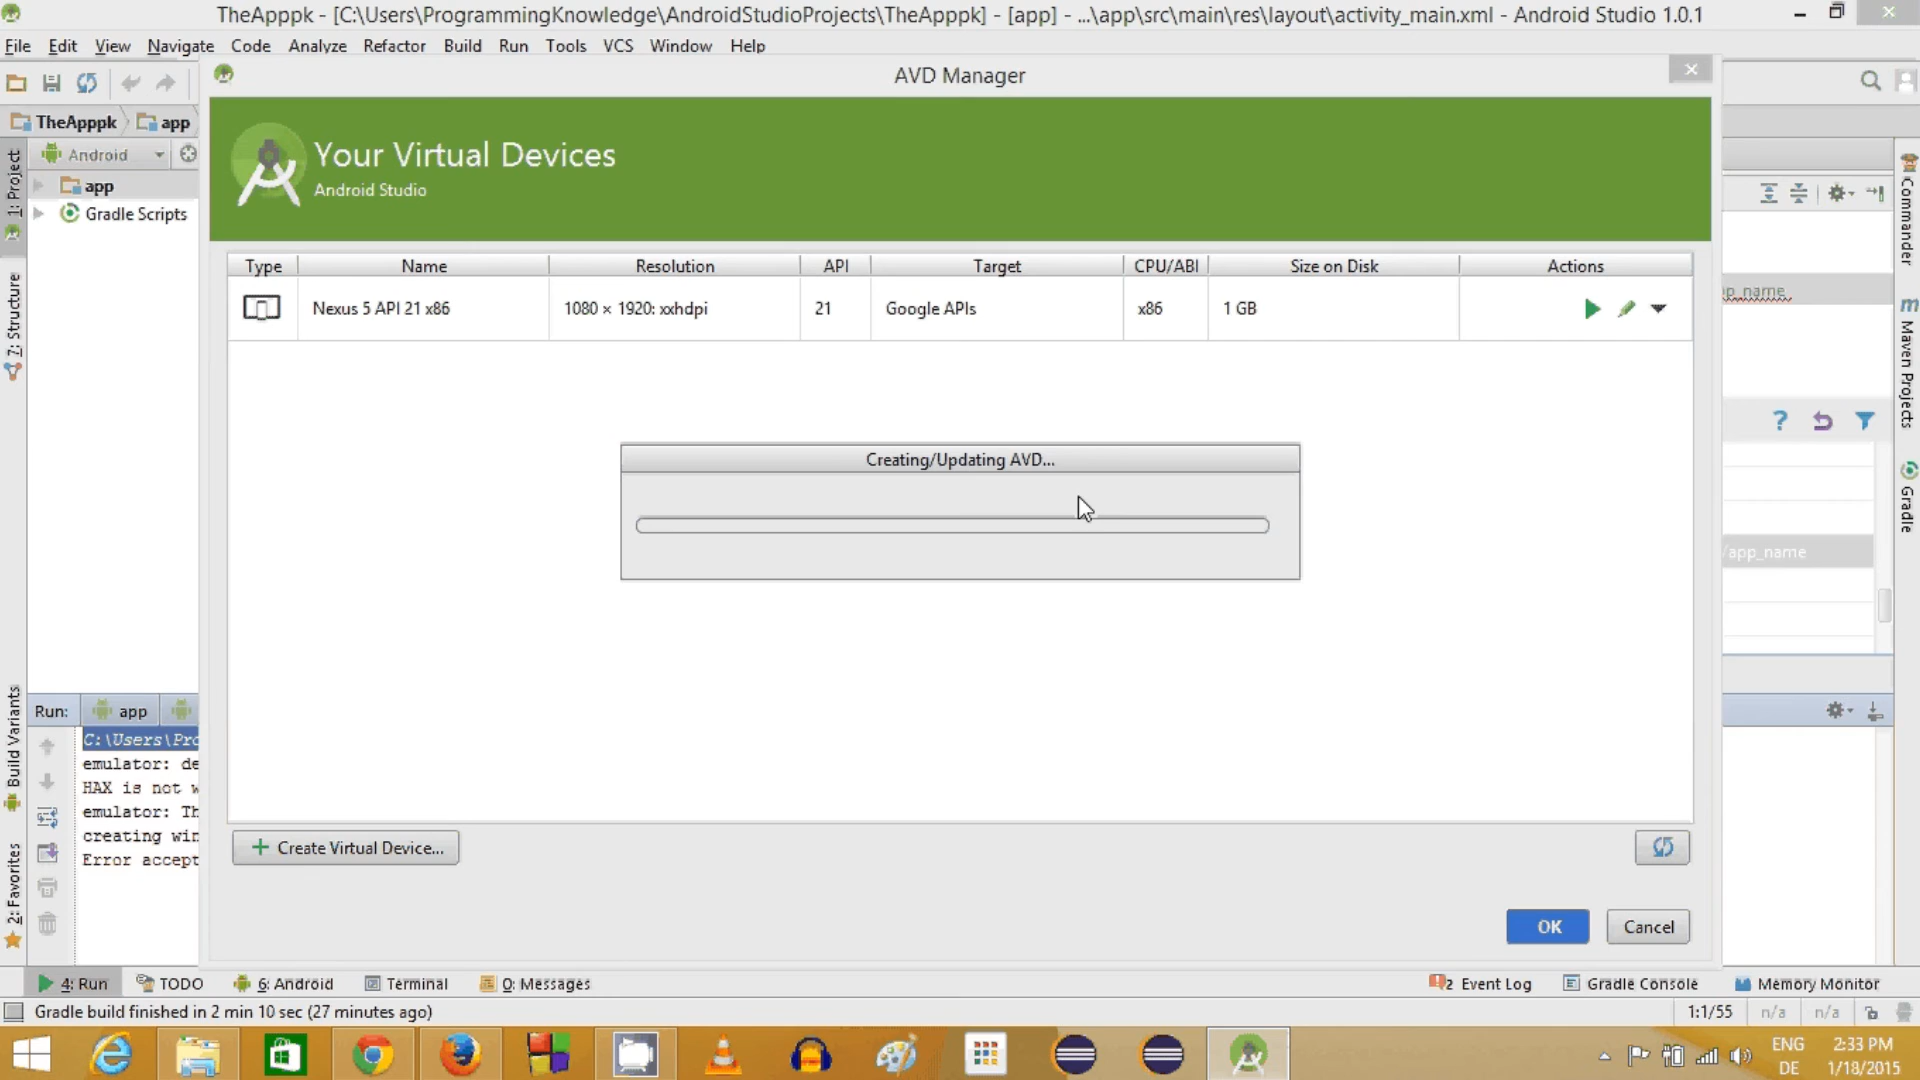 TheApppk - [C:\Users\ProgrammingKnowledge\AndroidStudioProjects\TheApppk] - [app] - ...\app\src\main\res\layout\activity_main.xml - Android Studio 1.0.1
File Edit View Navigate Code Analyze Refactor Build Run Tools VCS Window Help
AVD Manager
TheApppk app
Android
1: Project
app
Gradle Scripts
7: Structure
Build Variants
2: Favorites
Your Virtual Devices
Android Studio
Type Name Resolution API Target CPU/ABI Size on Disk Actions
Nexus 5 API 21 x86 1080 × 1920: xxhdpi 21 Google APIs x86 1 GB
Creating/Updating AVD...
Create Virtual Device...
OK Cancel
Commander
Maven Projects
Gradle
p_name
/app_name
Run: app
C:\Users\Pro
emulator: de
HAX is not w
emulator: Th
creating win
Error accept
4: Run TODO 6: Android Terminal 0: Messages 2 Event Log Gradle Console Memory Monitor
Gradle build finished in 2 min 10 sec (27 minutes ago) 1:1/55 n/a n/a
ENG 2:33 PM
DE 1/18/2015